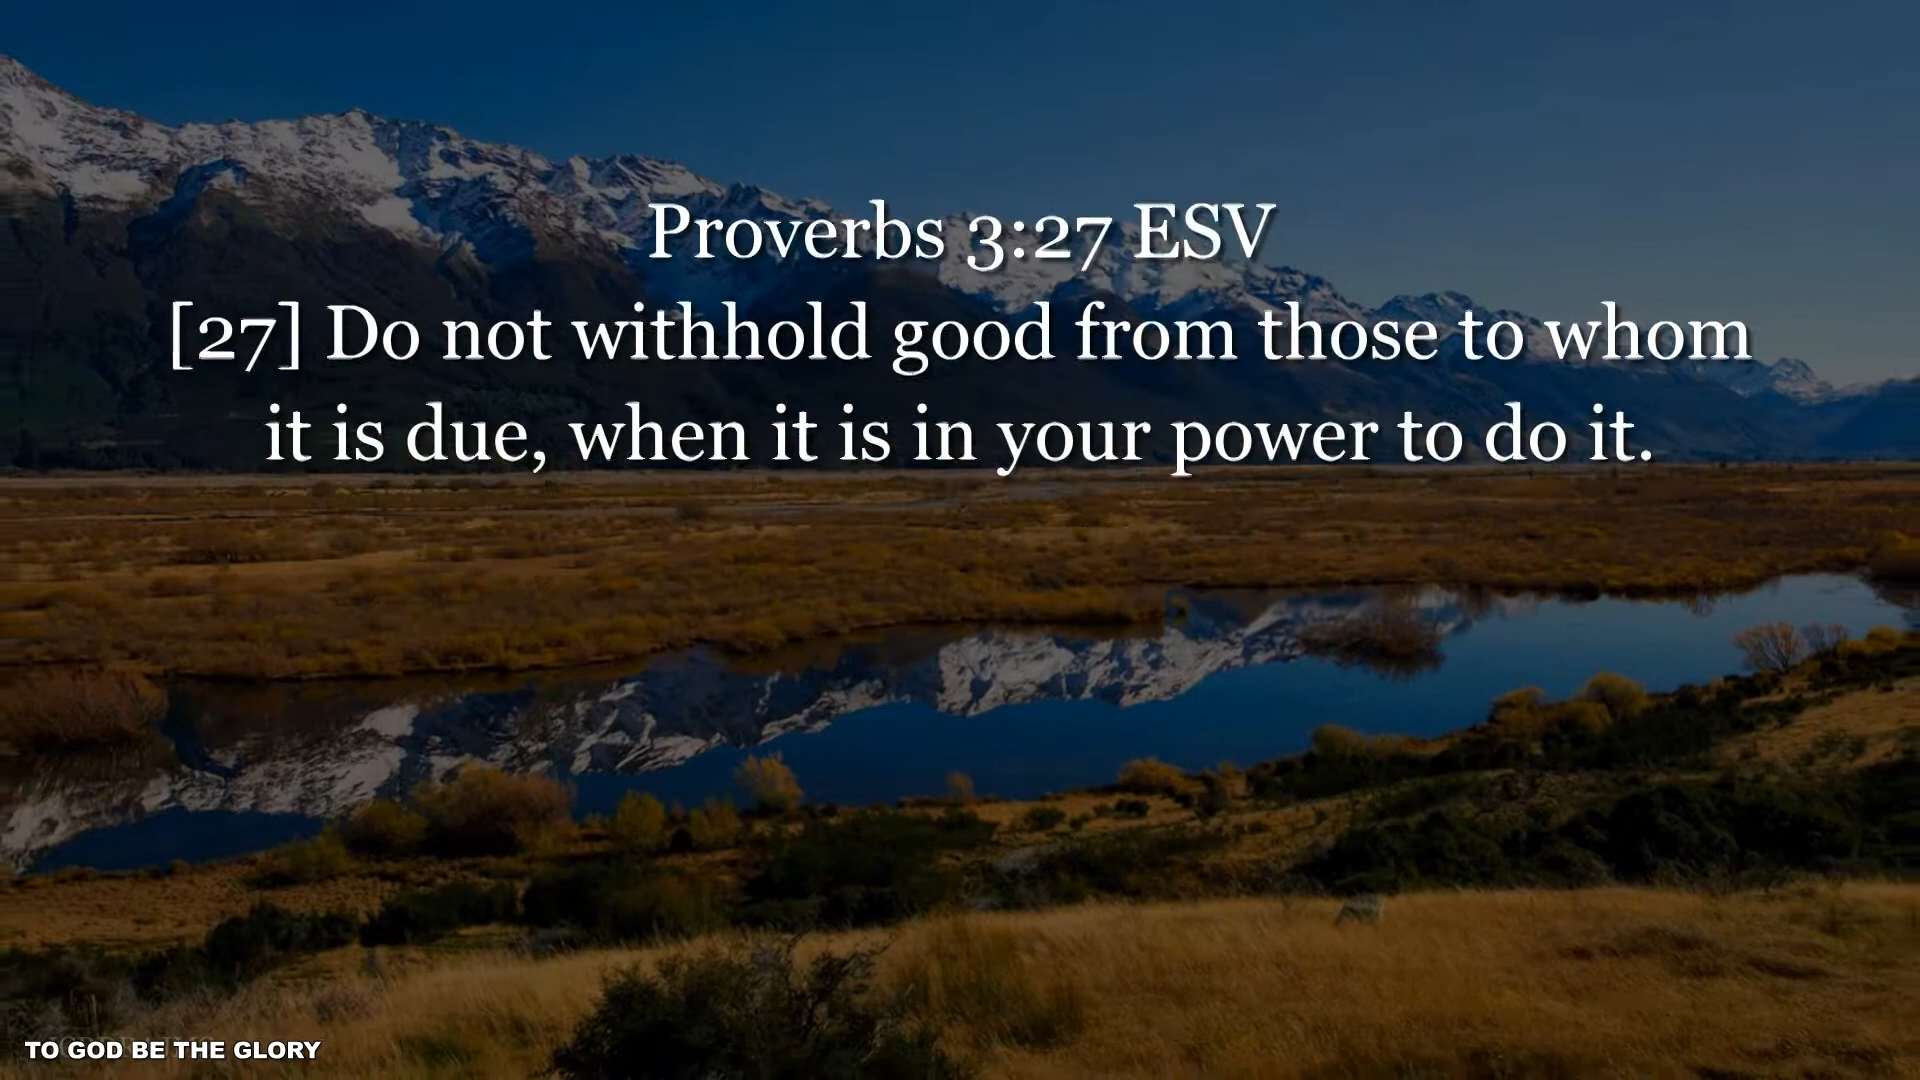 Proverbs 3:27 ESV
[27] Do not withhold good from those to whom
it is due, when it is in your power to do it.
TO GOD BE THE GLORY